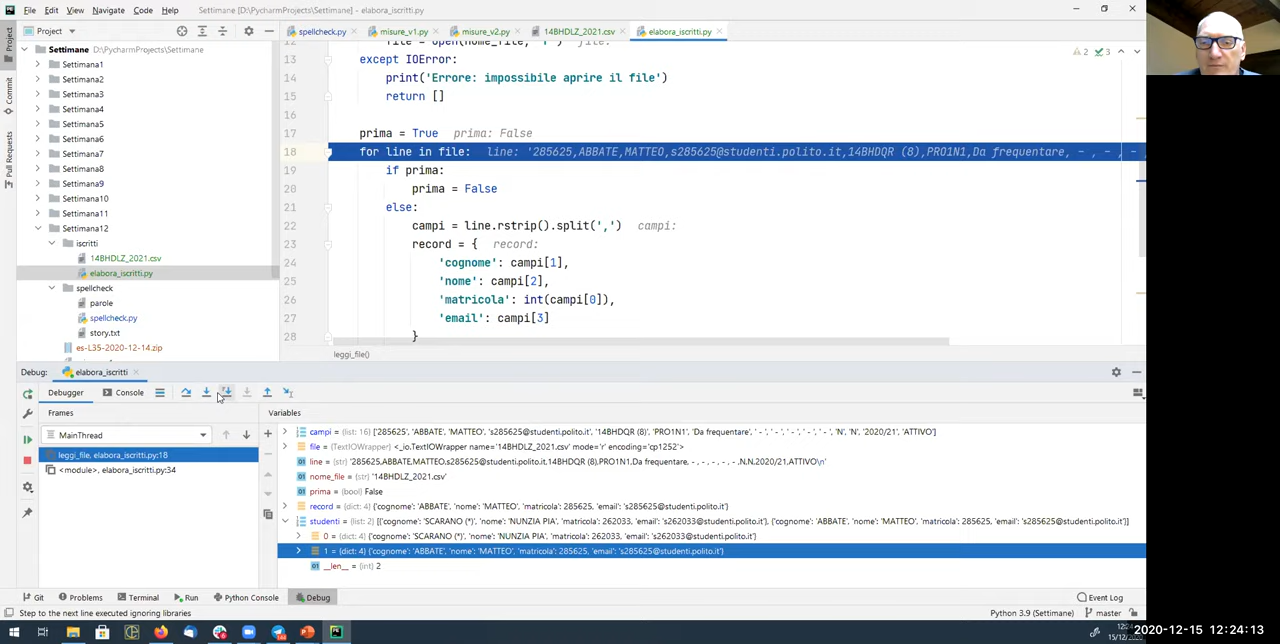 File Edit View Navigate Code Help Settimane [D:\PycharmProjects\Settimane] - elabora_iscritti.py
Project
spellcheck.py misure_v1.py misure_v2.py 14BHDLZ_2021.csv elabora_iscritti.py
Project
Commit
Pull Requests
Settimane D:\PycharmProjects\Settimane
Settimana1
Settimana2
Settimana3
Settimana4
Settimana5
Settimana6
Settimana7
Settimana8
Settimana9
Settimana10
Settimana11
Settimana12
iscritti
14BHDLZ_2021.csv
elabora_iscritti.py
spellcheck
parole
spellcheck.py
story.txt
es-L35-2020-12-14.zip
2 3
12 file = open(nome_file, 'r') file:
13 except IOError:
14 print('Errore: impossibile aprire il file')
15 return []
16
17 prima = True prima: False
18 for line in file: line: '285625,ABBATE,MATTEO,s285625@studenti.polito.it,14BHDQR (8),PRO1N1,Da frequentare, - , - , -
19 if prima:
20 prima = False
21 else:
22 campi = line.rstrip().split(',') campi:
23 record = { record:
24 'cognome': campi[1],
25 'nome': campi[2],
26 'matricola': int(campi[0]),
27 'email': campi[3]
28 }
leggi_file()
Debug: elabora_iscritti
Debugger Console
Frames
Variables
MainThread
leggi_file, elabora_iscritti.py:18
<module>, elabora_iscritti.py:34
campi = {list: 16} ['285625', 'ABBATE', 'MATTEO', 's285625@studenti.polito.it', '14BHDQR (8)', 'PRO1N1', 'Da frequentare', ' - ', ' - ', ' - ', ' - ', ' - ', 'N', 'N', '2020/21', 'ATTIVO']
file = {TextIOWrapper} <_io.TextIOWrapper name='14BHDLZ_2021.csv' mode='r' encoding='cp1252'>
line = {str} '285625,ABBATE,MATTEO,s285625@studenti.polito.it,14BHDQR (8),PRO1N1,Da frequentare, - , - , - , - , - ,N,N,2020/21,ATTIVO\n'
nome_file = {str} '14BHDLZ_2021.csv'
prima = {bool} False
record = {dict: 4} {'cognome': 'ABBATE', 'nome': 'MATTEO', 'matricola': 285625, 'email': 's285625@studenti.polito.it'}
studenti = {list: 2} [{'cognome': 'SCARANO (*)', 'nome': 'NUNZIA PIA', 'matricola': 262033, 'email': 's262033@studenti.polito.it'}, {'cognome': 'ABBATE', 'nome': 'MATTEO', 'matricola': 285625, 'email': 's285625@studenti.polito.it'}]
0 = {dict: 4} {'cognome': 'SCARANO (*)', 'nome': 'NUNZIA PIA', 'matricola': 262033, 'email': 's262033@studenti.polito.it'}
1 = {dict: 4} {'cognome': 'ABBATE', 'nome': 'MATTEO', 'matricola': 285625, 'email': 's285625@studenti.polito.it'}
__len__ = {int} 2
Git Problems Terminal Run Python Console Debug Event Log
Step to the next line executed ignoring libraries Python 3.9 (Settimane) master
2020-12-15 12:24:13